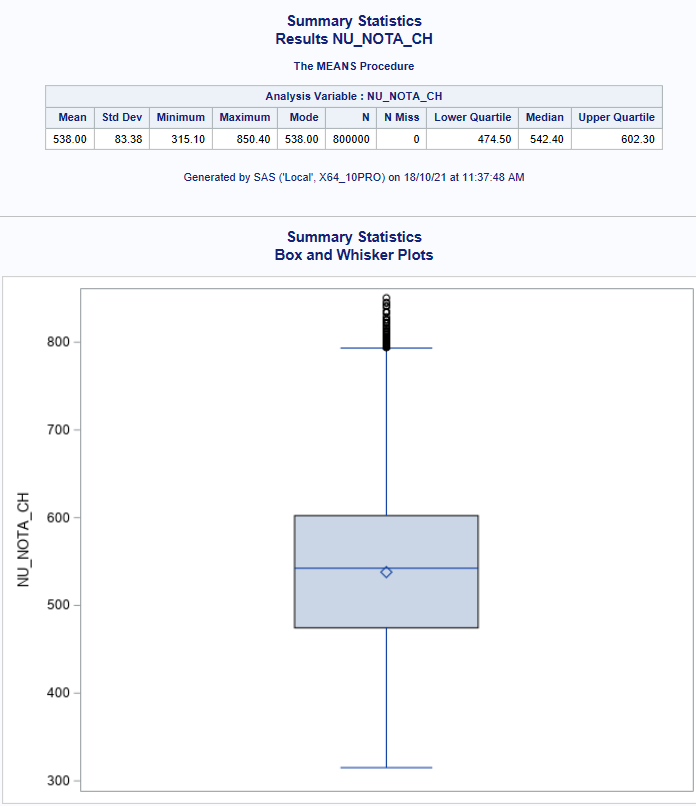 Summary Statistics
Results NU_NOTA_CH
The MEANS Procedure
Analysis Variable : NU_NOTA_CH
Mean Std Dev Minimum Maximum Mode N N Miss Lower Quartile Median Upper Quartile
538.00 83.38 315.10 850.40 538.00 800000 0 474.50 542.40 602.30
Generated by SAS ('Local', X64_10PRO) on 18/10/21 at 11:37:48 AM
Summary Statistics
Box and Whisker Plots
800
700
600
500
400
300
NU_NOTA_CH